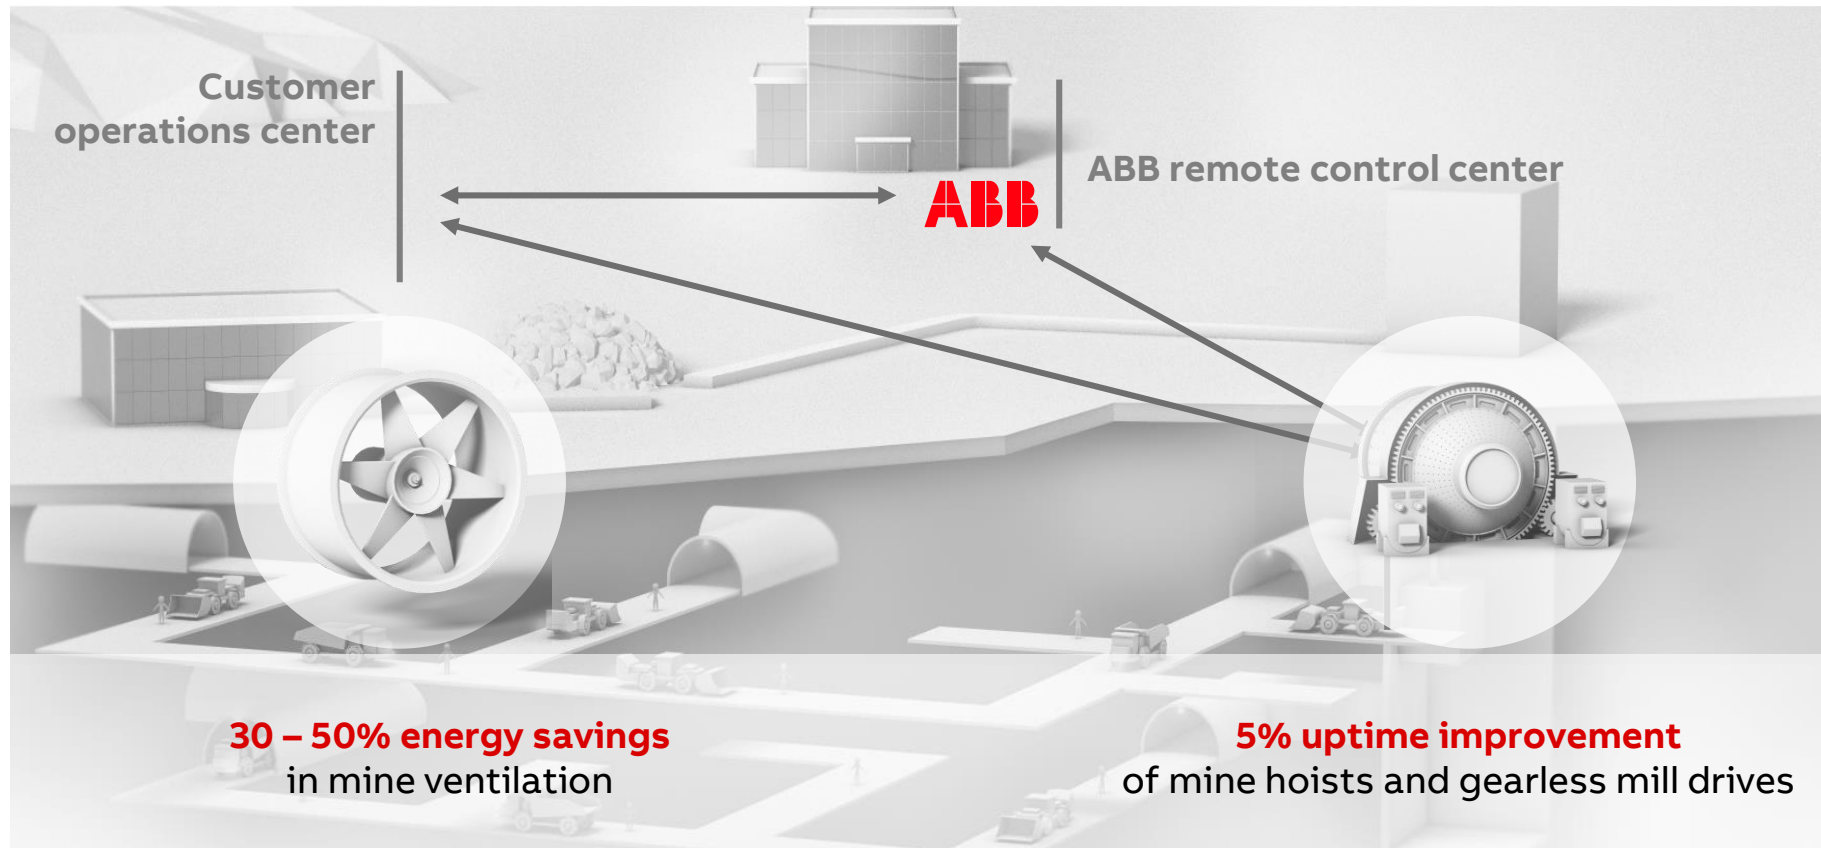 Customer
operations center
ABB
ABB remote control center
30 – 50% energy savings
in mine ventilation
5% uptime improvement
of mine hoists and gearless mill drives